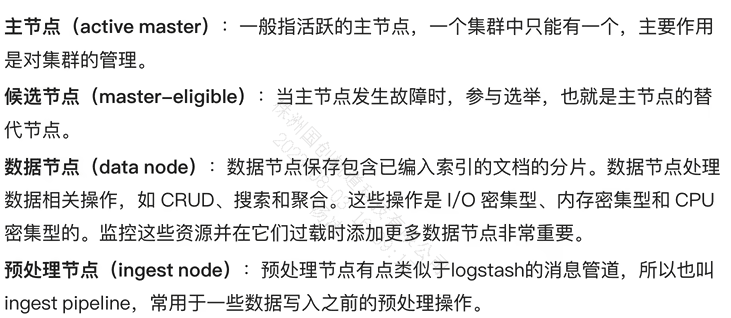 主节点（active master）：一般指活跃的主节点，一个集群中只能有一个，主要作用
是对集群的管理。
候选节点（master-eligible）：当主节点发生故障时，参与选举，也就是主节点的替
代节点。
数据节点（data node）：数据节点保存包含已编入索引的文档的分片。数据节点处理
数据相关操作，如 CRUD、搜索和聚合。这些操作是 I/O 密集型、内存密集型和 CPU
密集型的。监控这些资源并在它们过载时添加更多数据节点非常重要。
预处理节点（ingest node）：预处理节点有点类似于logstash的消息管道，所以也叫
ingest pipeline，常用于一些数据写入之前的预处理操作。